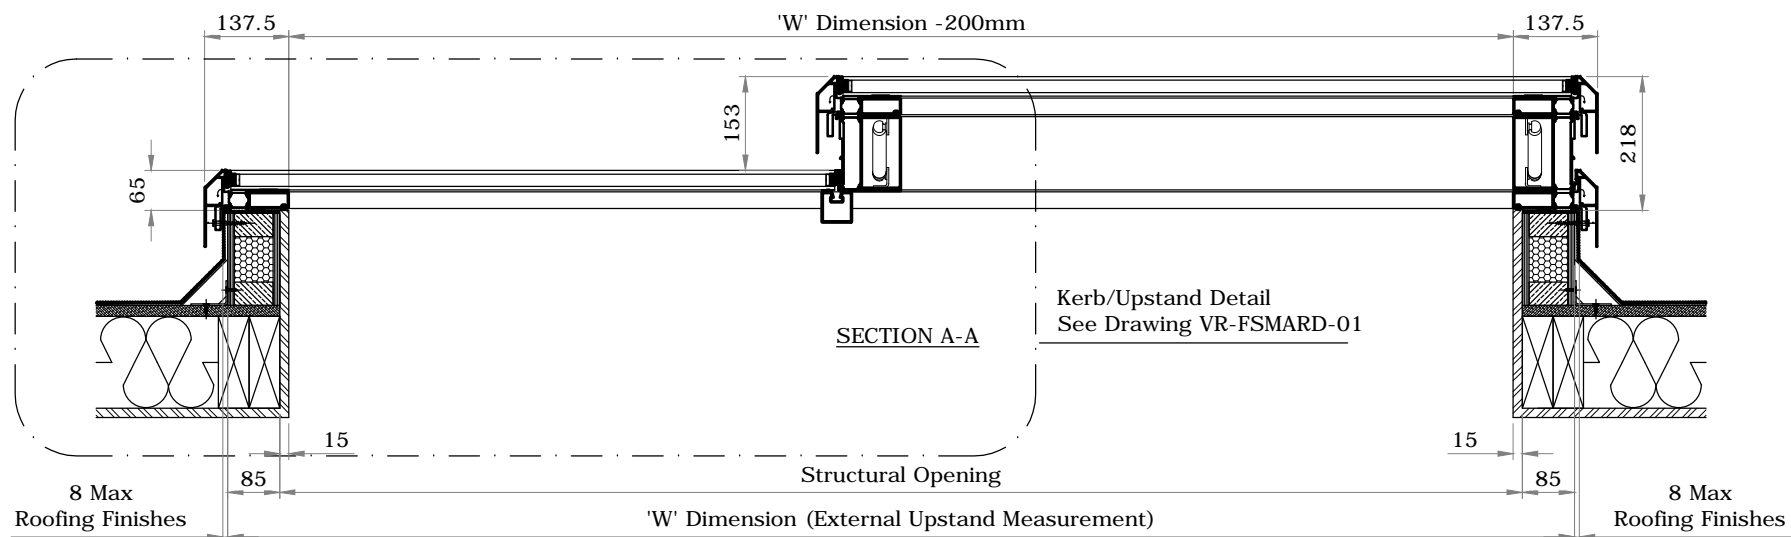 137.5
'W' Dimension -200mm
137.5
153
218
65
Kerb/Upstand Detail
See Drawing VR-FSMARD-01
SECTION A-A
15
15
Structural Opening
85
85
8 Max
Roofing Finishes
'W' Dimension (External Upstand Measurement)
8 Max
Roofing Finishes